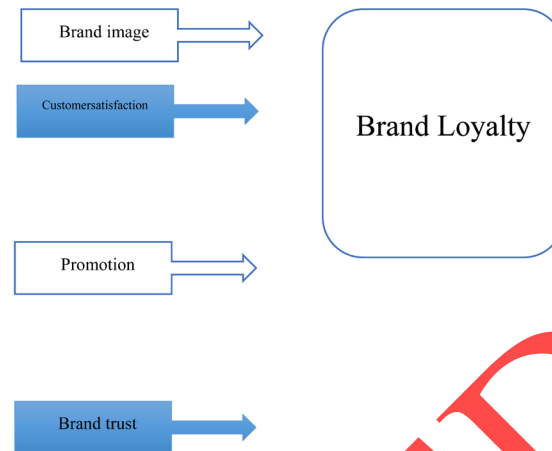 Brand image
Customersatisfaction
Brand Loyalty
Promotion
Brand trust